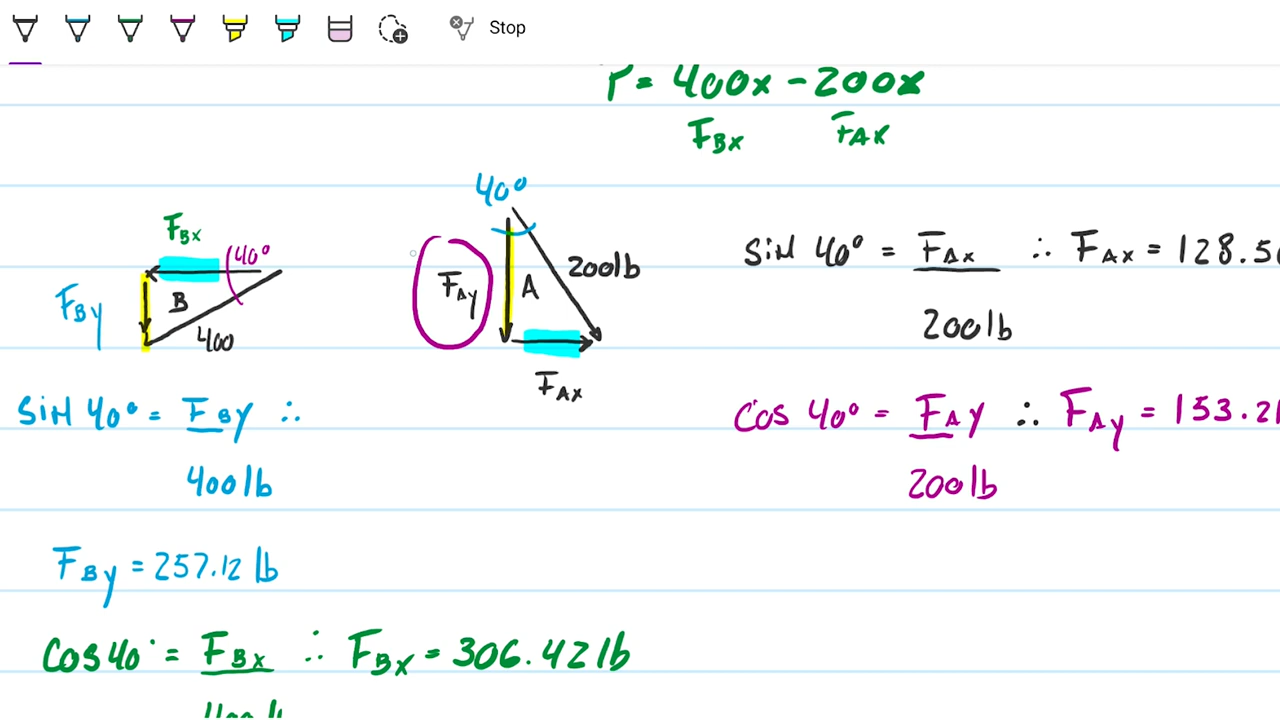 Stop
P = 400x - 200x
FBx FAx
40°
FBx
40°
200lb
FAy
A
B
FBy
400
FAx
Sin 40° = FAx ∴ FAx = 128.5
200lb
Sin 40° = FBy ∴
400lb
Cos 40° = FAy ∴ FAy = 153.21
200lb
FBy = 257.12 lb
Cos 40° = FBx ∴ FBx = 306.42 lb